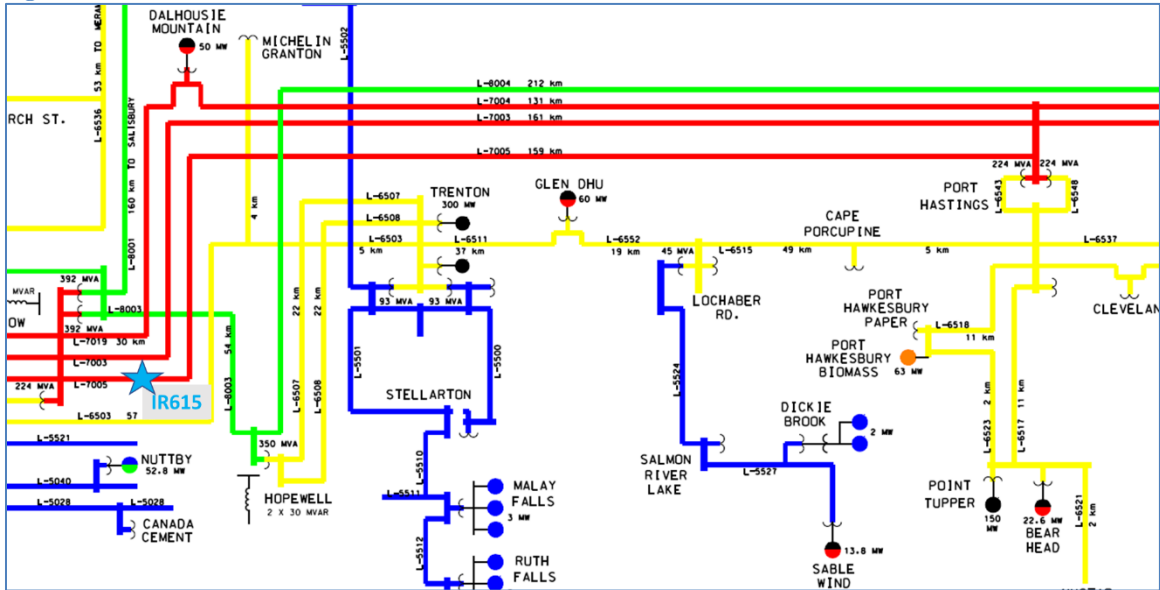 DALHOUSIE
MOUNTAIN
50 MW
MICHELIN
GRANTON
L-5502
53 km TO MERAM
L-6536
160 km TO SALISBURY
L-8001
RCH ST.
L-8004 212 km
L-7004 131 km
L-7003 161 km
L-7005 159 km
4 km
L-6507
L-6508
TRENTON
300 MW
GLEN DHU
60 MW
224 MVA
224 MVA
L-6543
L-6548
PORT
HASTINGS
CAPE
PORCUPINE
L-6503
5 km
L-6511
37 km
L-6552
19 km
45 MVA
L-6515
49 km
5 km
L-6537
LOCHABER
RD.
93 MVA
93 MVA
392 MVA
MVAR
OW
392 MVA
L-8003
L-7019 30 km
L-7003
L-7005
224 MVA
IR615
L-6503 57
54 km
L-8003
22 km
22 km
L-6507
L-6508
L-5501
L-5500
STELLARTON
L-5524
PORT
HAWKESBURY
PAPER
L-6518
11 km
CLEVELAN
PORT
HAWKESBURY
BIOMASS
63 MW
2 km
11 km
L-6523
L-6517
DICKIE
BROOK
2 MW
SALMON
RIVER
LAKE
L-5527
L-5521
NUTTBY
52.8 MW
L-5040
L-5028
L-5028
CANADA
CEMENT
350 MVA
HOPEWELL
2 X 30 MVAR
L-5510
L-5511
MALAY
FALLS
3 MW
L-5512
RUTH
FALLS
13.8 MW
SABLE
WIND
POINT
TUPPER
150
MW
22.6 MW
BEAR
HEAD
L-6521
2 km